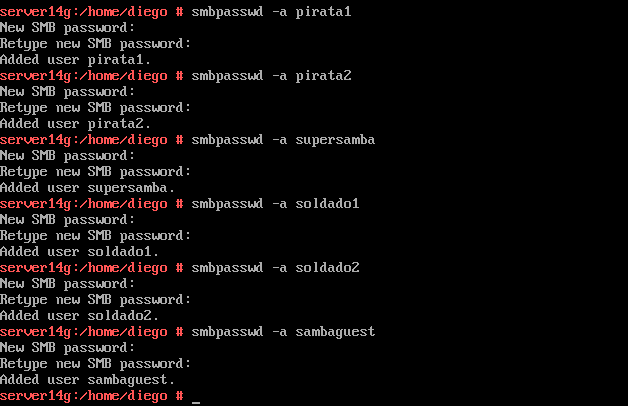 server14g:/home/diego # smbpasswd -a pirata1
New SMB password:
Retype new SMB password:
Added user pirata1.
server14g:/home/diego # smbpasswd -a pirata2
New SMB password:
Retype new SMB password:
Added user pirata2.
server14g:/home/diego # smbpasswd -a supersamba
New SMB password:
Retype new SMB password:
Added user supersamba.
server14g:/home/diego # smbpasswd -a soldado1
New SMB password:
Retype new SMB password:
Added user soldado1.
server14g:/home/diego # smbpasswd -a soldado2
New SMB password:
Retype new SMB password:
Added user soldado2.
server14g:/home/diego # smbpasswd -a sambaguest
New SMB password:
Retype new SMB password:
Added user sambaguest.
server14g:/home/diego # _